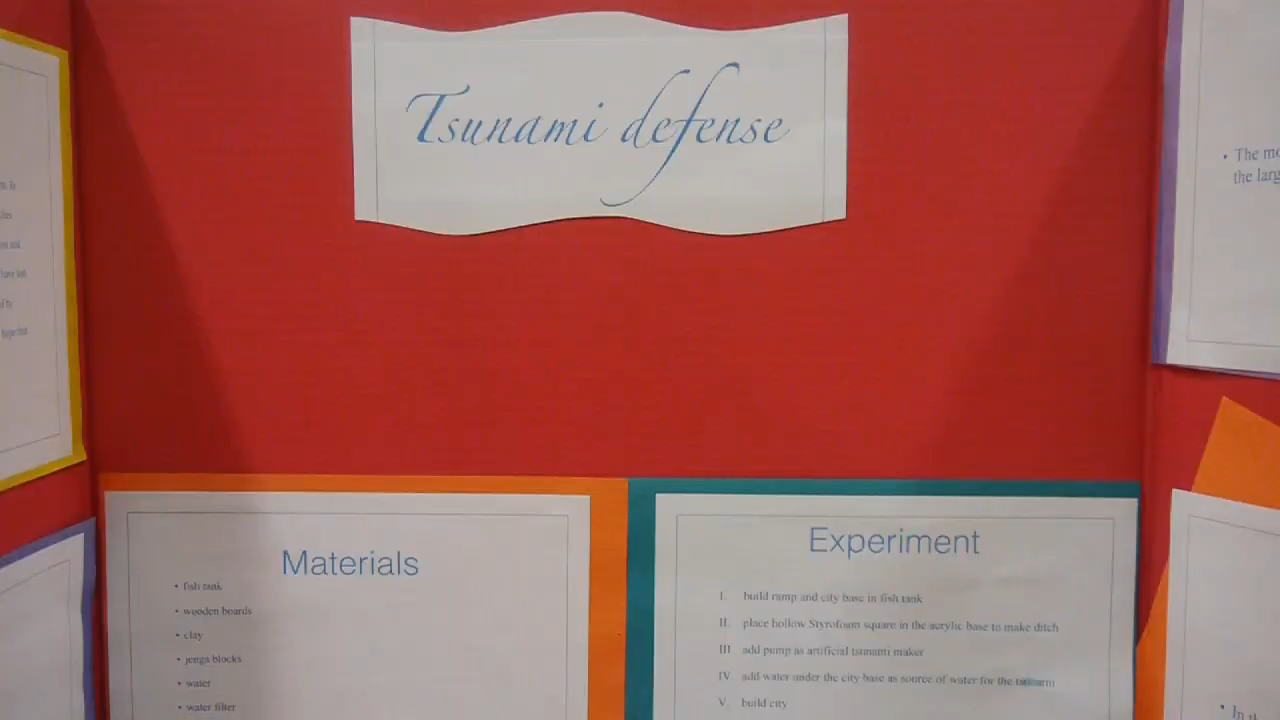 Tsunami defense
Materials
• fish tank
• wooden boards
• clay
• jenga blocks
• water
• water filter
Experiment
I. build ramp and city base in fish tank
II. place hollow Styrofoam square in the acrylic base to make ditch
III. add pump as artificial tsunami maker
IV. add water under the city base as source of water for the tsunami
V. build city
• The
the
have
• In